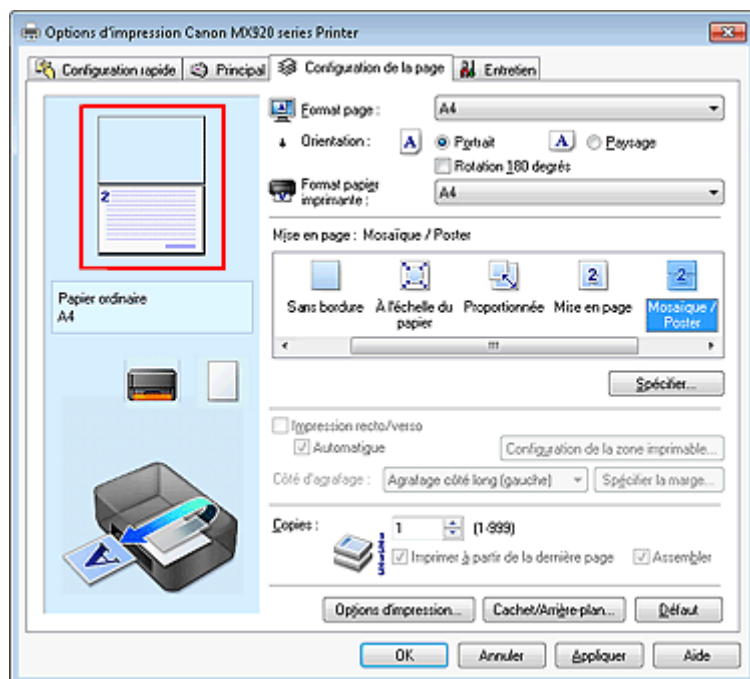 Options d'impression Canon MX920 series Printer
Configuration rapide Principal Configuration de la page Entretien
Format page : A4
Orientation : A Portrait A Paysage
Rotation 180 degrés
Format papier imprimante : A4
2
Papier ordinaire
A4
Mise en page : Mosaïque / Poster
2 -2-
Sans bordure À l'échelle du papier Proportionnée Mise en page Mosaïque / Poster
Spécifier...
Impression recto/verso
Automatique Configuration de la zone imprimable...
Côté d'agrafage : Agrafage côté long (gauche) Spécifier la marge...
Copies : 1 (1-999)
Imprimer à partir de la dernière page Assembler
A
Options d'impression... Cachet/Arrière-plan... Défaut
OK Annuler Appliquer Aide